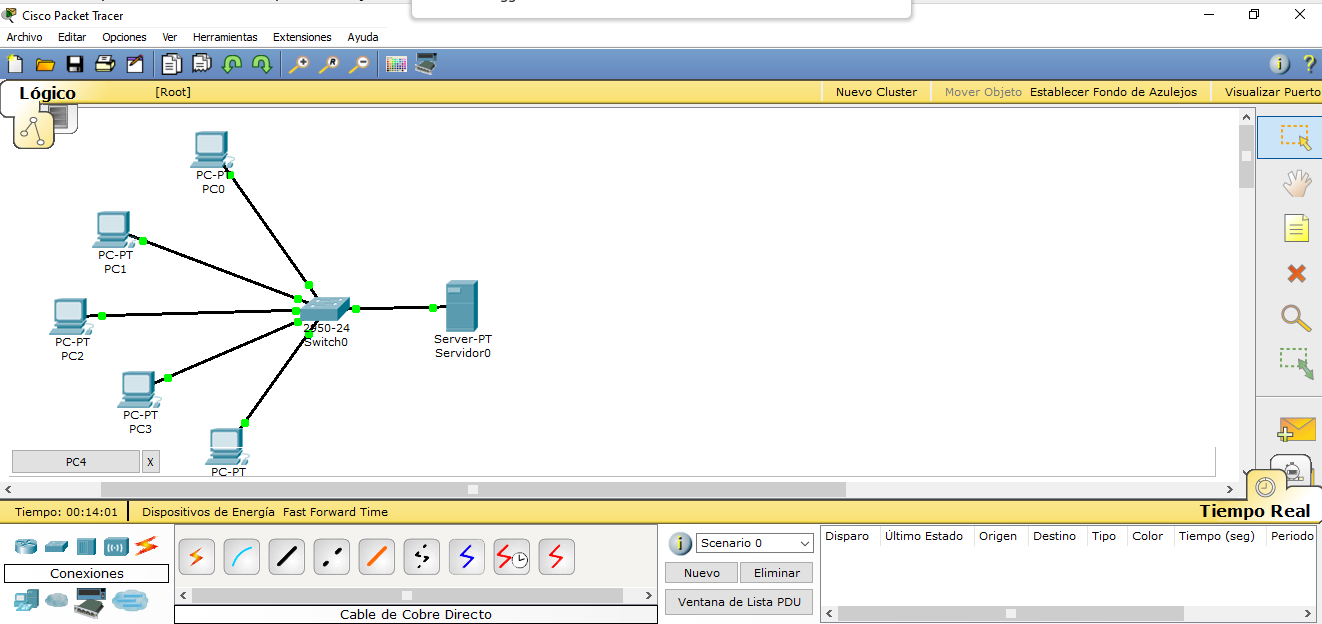 Cisco Packet Tracer
Archivo Editar Opciones Ver Herramientas Extensiones Ayuda
Lógico [Root] Nuevo Cluster Mover Objeto Establecer Fondo de Azulejos Visualizar Puerto
PC-PT
PC0
PC-PT
PC1
PC-PT
PC2
2950-24
Switch0
Server-PT
Servidor0
PC-PT
PC3
PC-PT
PC4 X
Tiempo: 00:14:01 Dispositivos de Energía Fast Forward Time Tiempo Real
Conexiones
Cable de Cobre Directo
Scenario 0
Nuevo Eliminar
Ventana de Lista PDU
Disparo Último Estado Origen Destino Tipo Color Tiempo (seg) Periodo